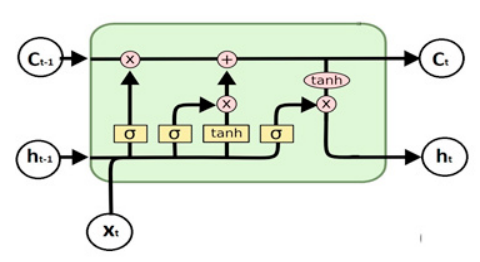 Ct-1 × + Ct
tanh
×
×
σ σ tanh σ
ht-1 ht
xt